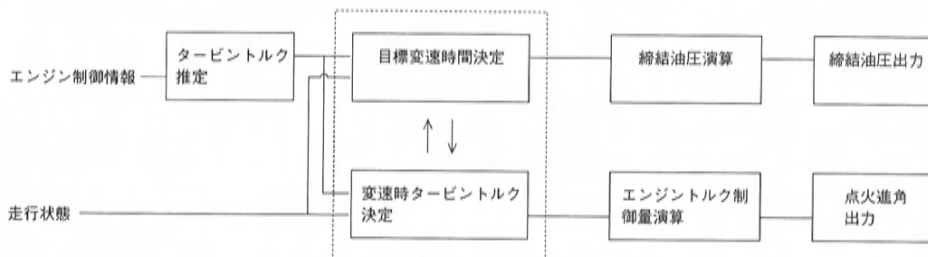 エンジン制御情報
タービントルク
推定
目標変速時間決定
締結油圧演算
締結油圧出力
走行状態
変速時タービントルク
決定
エンジントルク制
御量演算
点火進角
出力